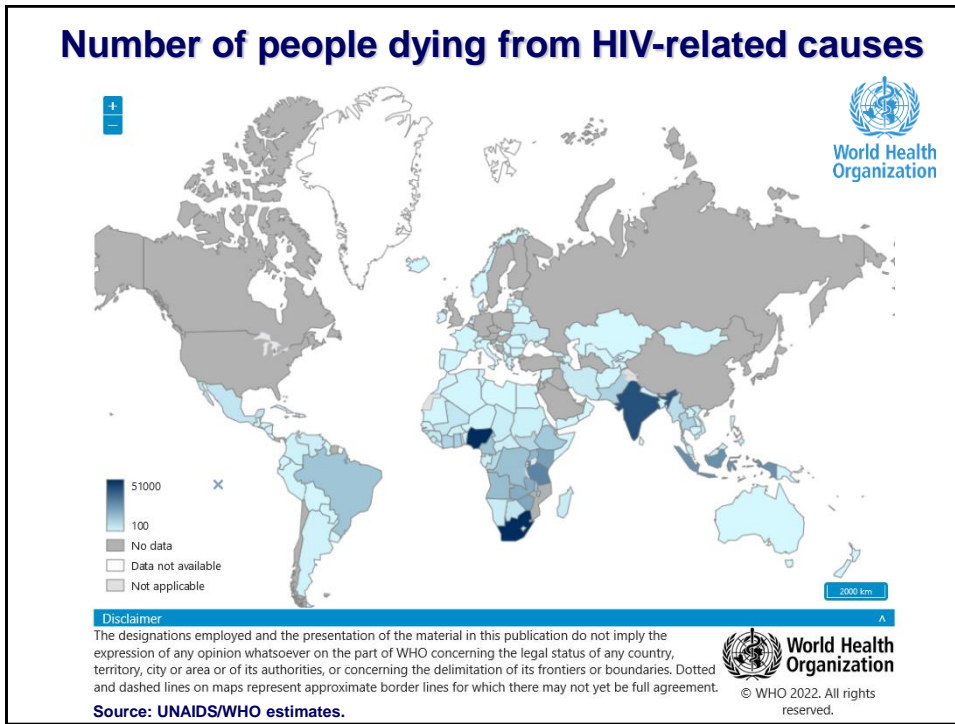 Number of people dying from HIV-related causes
+
−
World Health
Organization
51000
100
No data
Data not available
Not applicable
2000 km
Disclaimer
The designations employed and the presentation of the material in this publication do not imply the
expression of any opinion whatsoever on the part of WHO concerning the legal status of any country,
territory, city or area or of its authorities, or concerning the delimitation of its frontiers or boundaries. Dotted
and dashed lines on maps represent approximate border lines for which there may not yet be full agreement.
World Health
Organization
© WHO 2022. All rights
reserved.
Source: UNAIDS/WHO estimates.